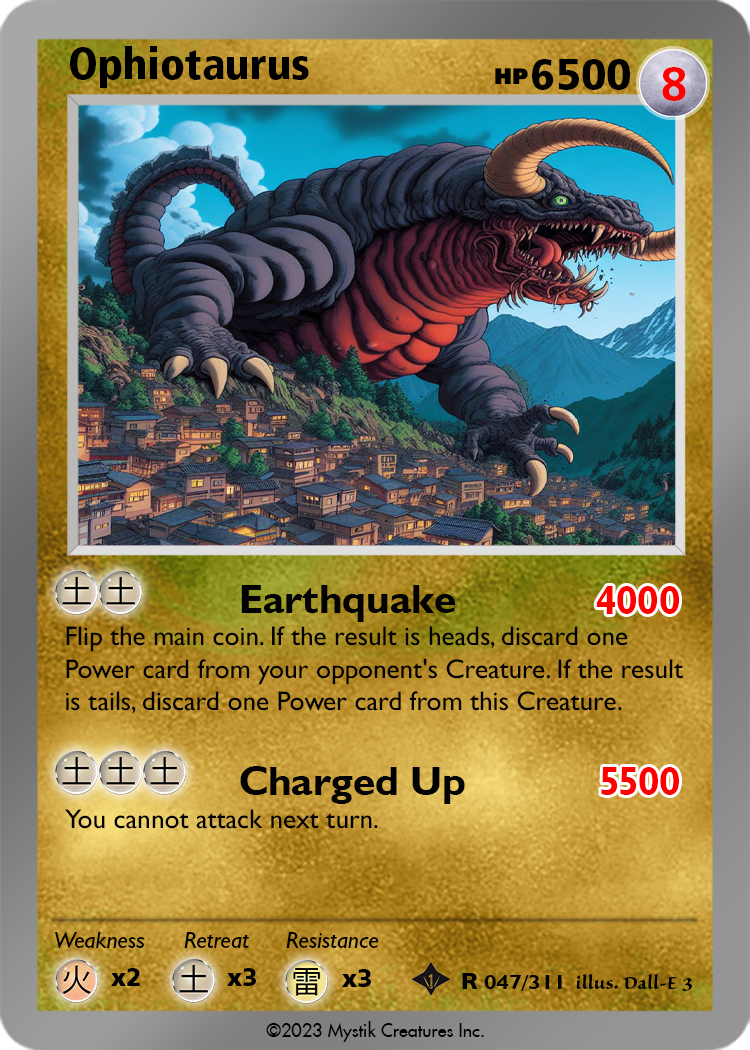 Ophiotaurus HP6500 8
土 土 Earthquake 4000
Flip the main coin. If the result is heads, discard one
Power card from your opponent's Creature. If the result
is tails, discard one Power card from this Creature.
土 土 土 Charged Up 5500
You cannot attack next turn.
Weakness Retreat Resistance
火 x2 土 x3 雷 x3 1 R 047/311 illus. Dall-E 3
©2023 Mystik Creatures Inc.